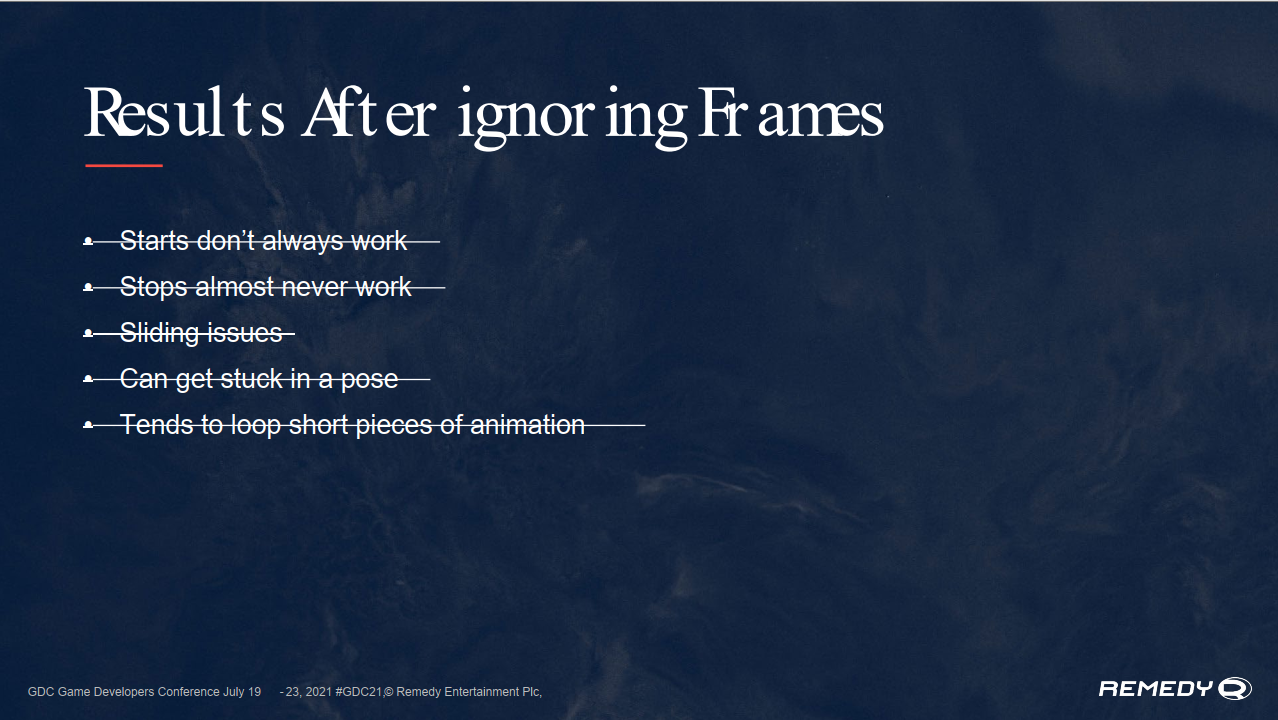 Results After ignoring Frames
• Starts don’t always work
• Stops almost never work
• Sliding issues
• Can get stuck in a pose
• Tends to loop short pieces of animation
GDC Game Developers Conference July 19 - 23, 2021 #GDC21,© Remedy Entertainment Plc,
REMEDY